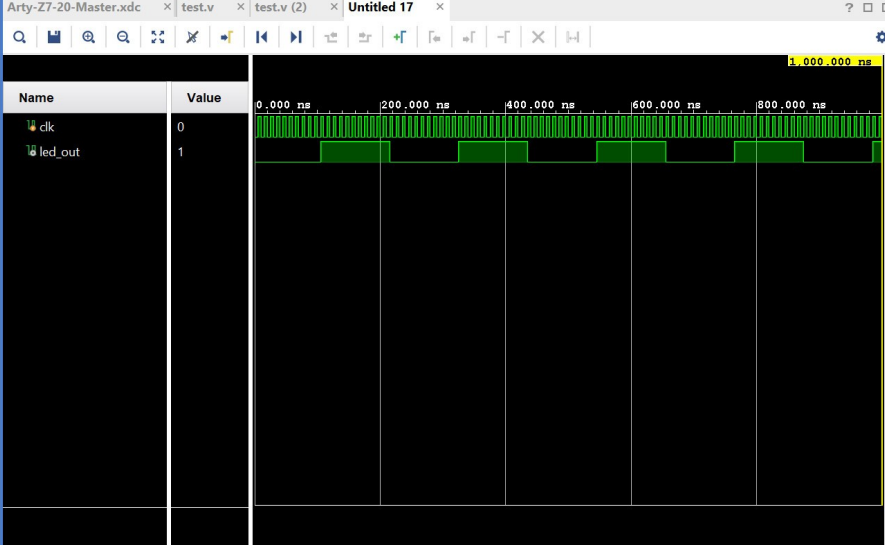 Arty-Z7-20-Master.xdc × test.v × test.v (2) × Untitled 17 × ?
1,000.000 ns
Name Value
0.000 ns 200.000 ns 400.000 ns 600.000 ns 800.000 ns
clk 0
led_out 1